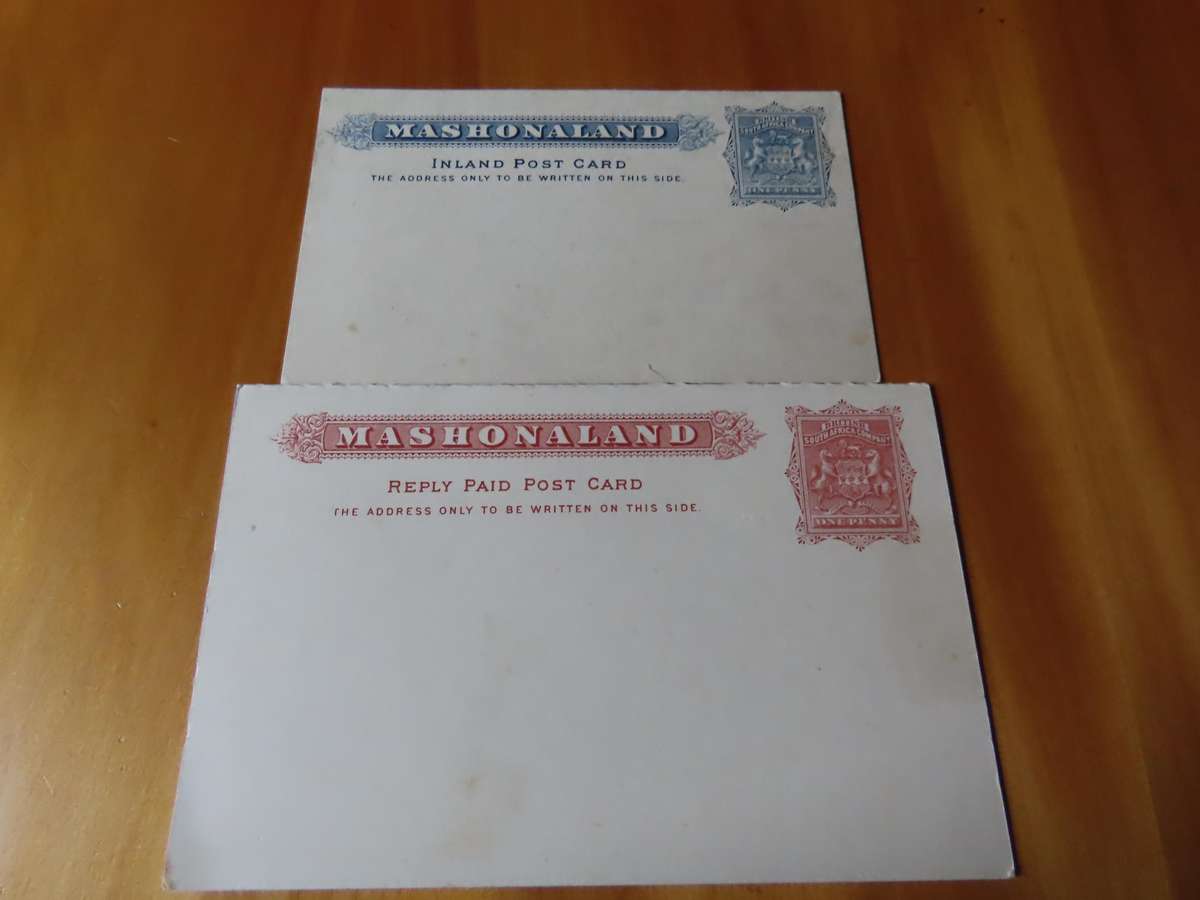 MASHONALAND
INLAND POST CARD
THE ADDRESS ONLY TO BE WRITTEN ON THIS SIDE.
BRITISH
SOUTH AFRICA COMPANY
ONE PENNY
MASHONALAND
REPLY PAID POST CARD
THE ADDRESS ONLY TO BE WRITTEN ON THIS SIDE.
BRITISH
SOUTH AFRICA COMPANY
ONE PENNY